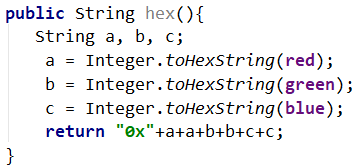 public String hex(){
String a, b, c;
a = Integer.toHexString(red);
b = Integer.toHexString(green);
c = Integer.toHexString(blue);
return "0x"+a+a+b+b+c+c;
}